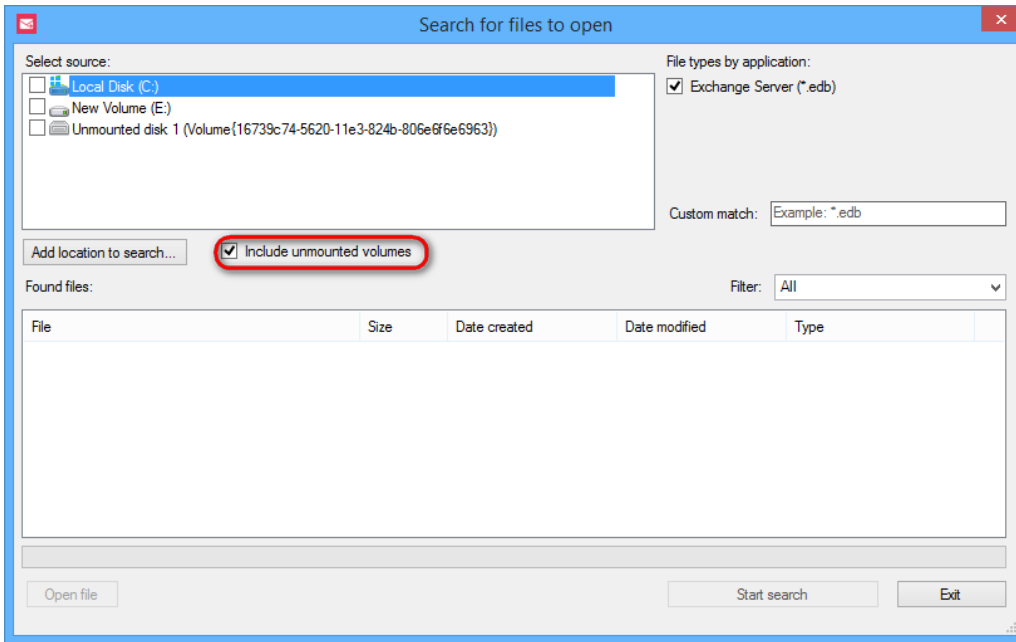 Search for files to open
Select source:
Local Disk (C:)
New Volume (E:)
Unmounted disk 1 (Volume{16739c74-5620-11e3-824b-806e6f6e6963})
File types by application:
Exchange Server (*.edb)
Custom match: Example: *.edb
Add location to search... Include unmounted volumes
Found files: Filter: All
File Size Date created Date modified Type
Open file Start search Exit